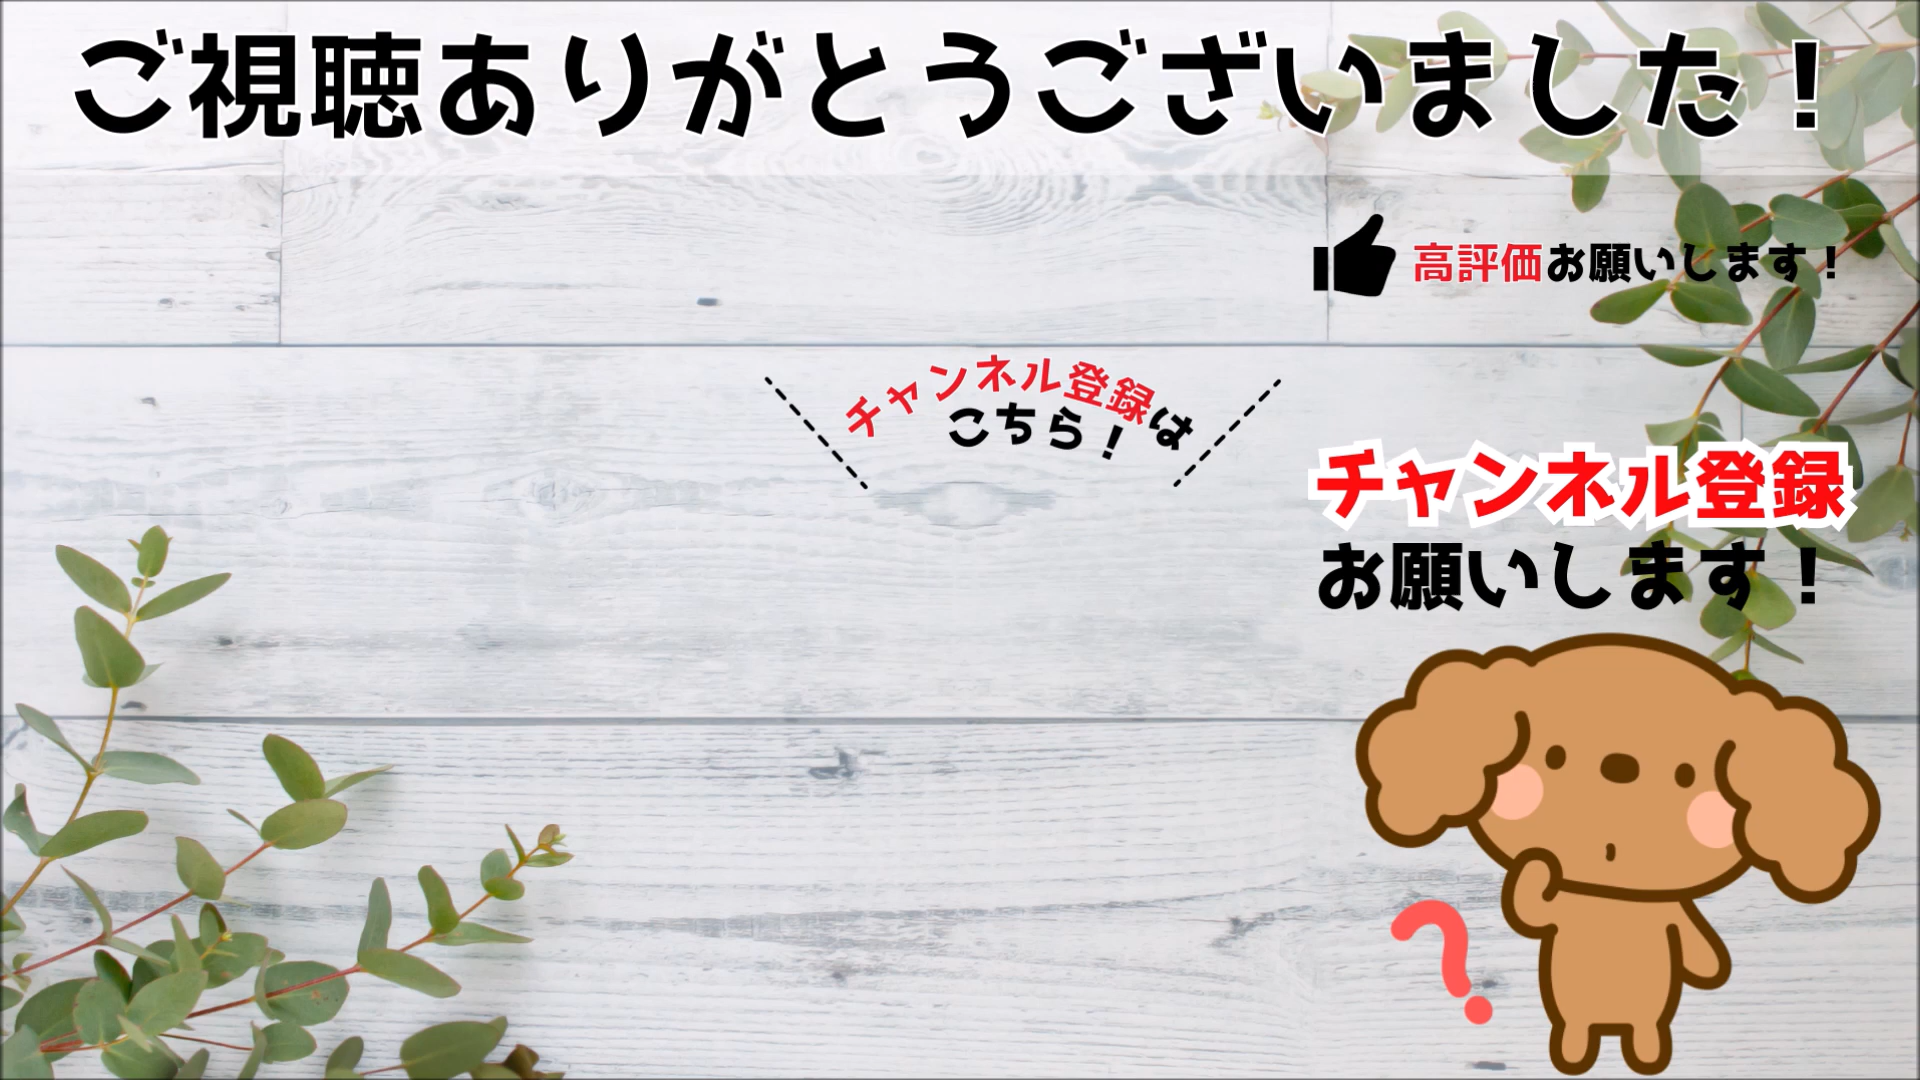 ご視聴ありがとうございました！
高評価お願いします！
チャンネル登録は
こちら！
チャンネル登録
お願いします！
?